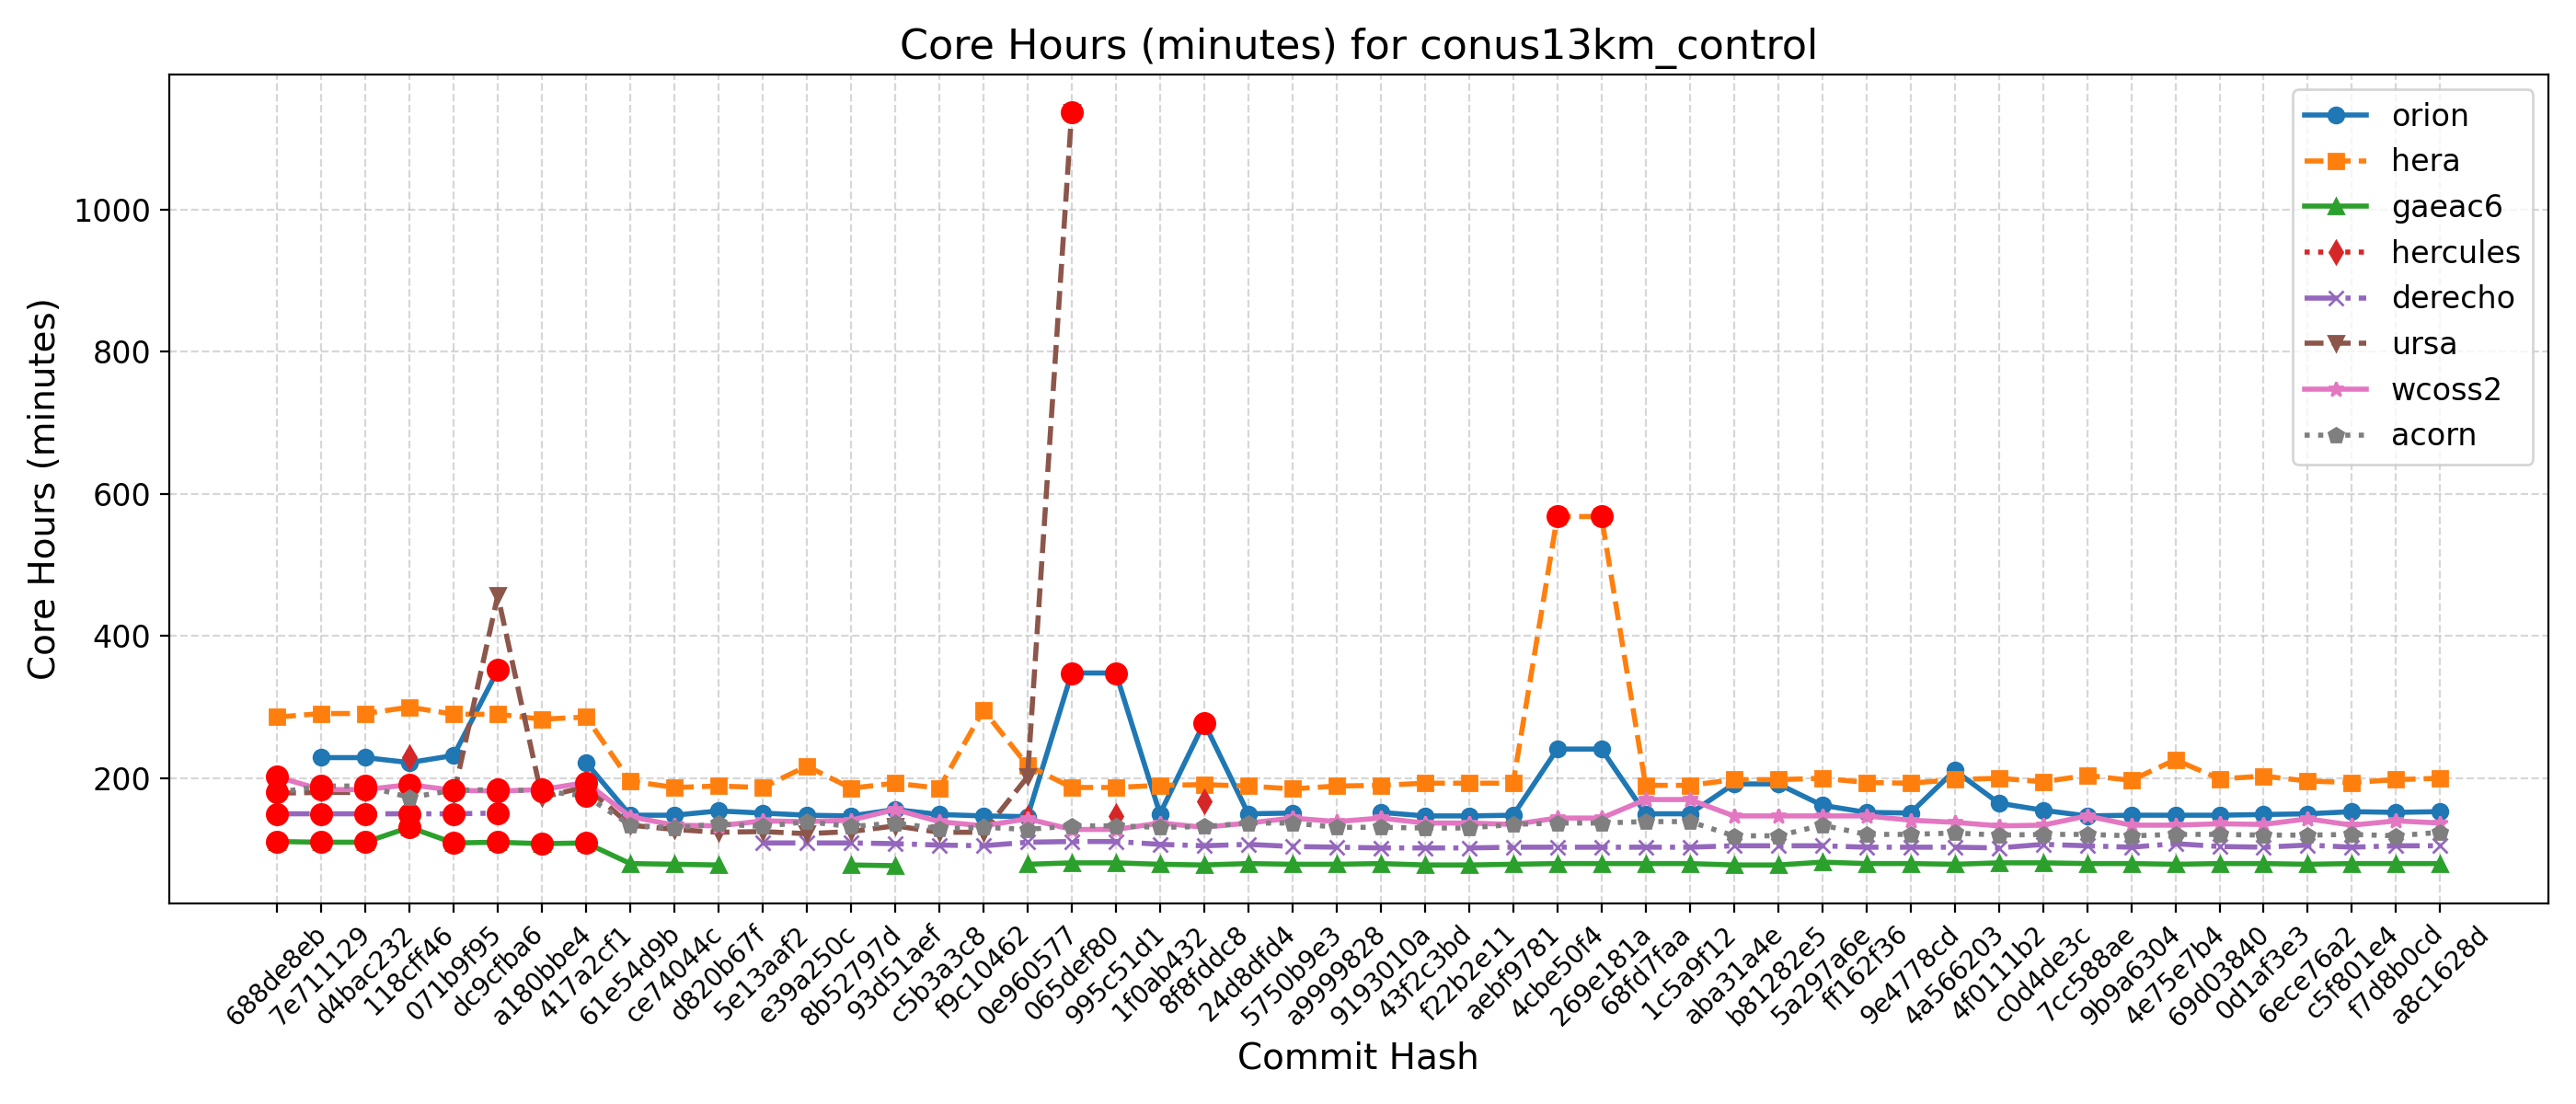 Core Hours (minutes) for conus13km_control
Core Hours (minutes)
1000
800
600
400
200
orion
hera
gaeac6
hercules
derecho
ursa
wcoss2
acorn
688de8eb
7e711129
d4bac232
118cff46
071b9f95
dc9cfba6
a180bbe4
417a2cf1
61e54d9b
ce74044c
d820b67f
5e13aaf2
e39a250c
8b52797d
93d51aef
c5b3a3c8
f9c10462
0e960577
065def80
995c51d1
1f0ab432
8f8fddc8
24d8dfd4
5750b9e3
a9999828
9193010a
43f2c3bd
f22b2e11
aebf9781
4cbe50f4
269e181a
68fd7faa
1c5a9f12
aba31a4e
b81282e5
5a297a6e
ff162f36
9e4778cd
4a566203
4f0111b2
c0d4de3c
7cc588ae
9b9a6304
4e75e7b4
69d03840
0d1af3e3
6ece76a2
c5f801e4
f7d8b0cd
a8c1628d
Commit Hash